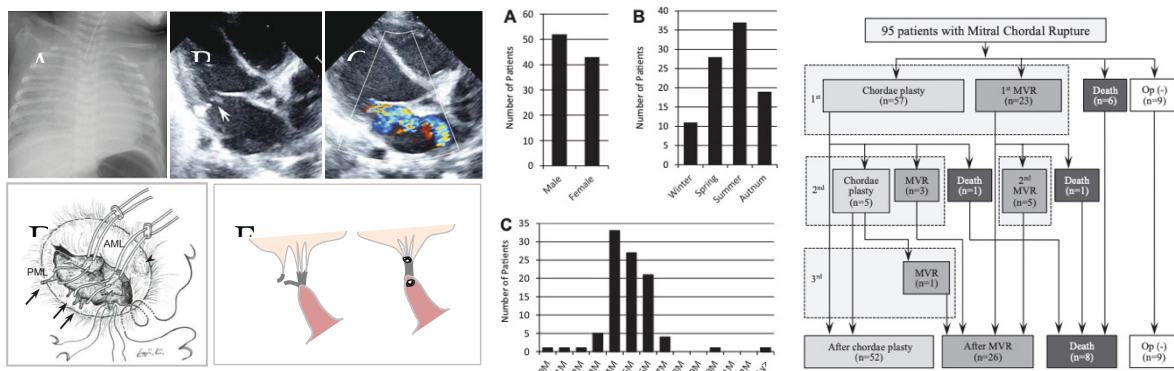 A
B
C
AML
PML
A
Number of Patients
60
50
40
30
20
10
0
Male
Female
B
Number of Patients
40
35
30
25
20
15
10
5
0
Winter
Spring
Summer
Autnum
C
Number of Patients
35
30
25
20
15
10
5
0
95 patients with Mitral Chordal Rupture
1st
Chordae plasty
(n=57)
1st MVR
(n=23)
Death
(n=6)
Op (-)
(n=9)
2nd
Chordae
plasty
(n=5)
MVR
(n=3)
Death
(n=1)
2nd
MVR
(n=5)
Death
(n=1)
3rd
MVR
(n=1)
After chordae plasty
(n=52)
After MVR
(n=26)
Death
(n=8)
Op (-)
(n=9)